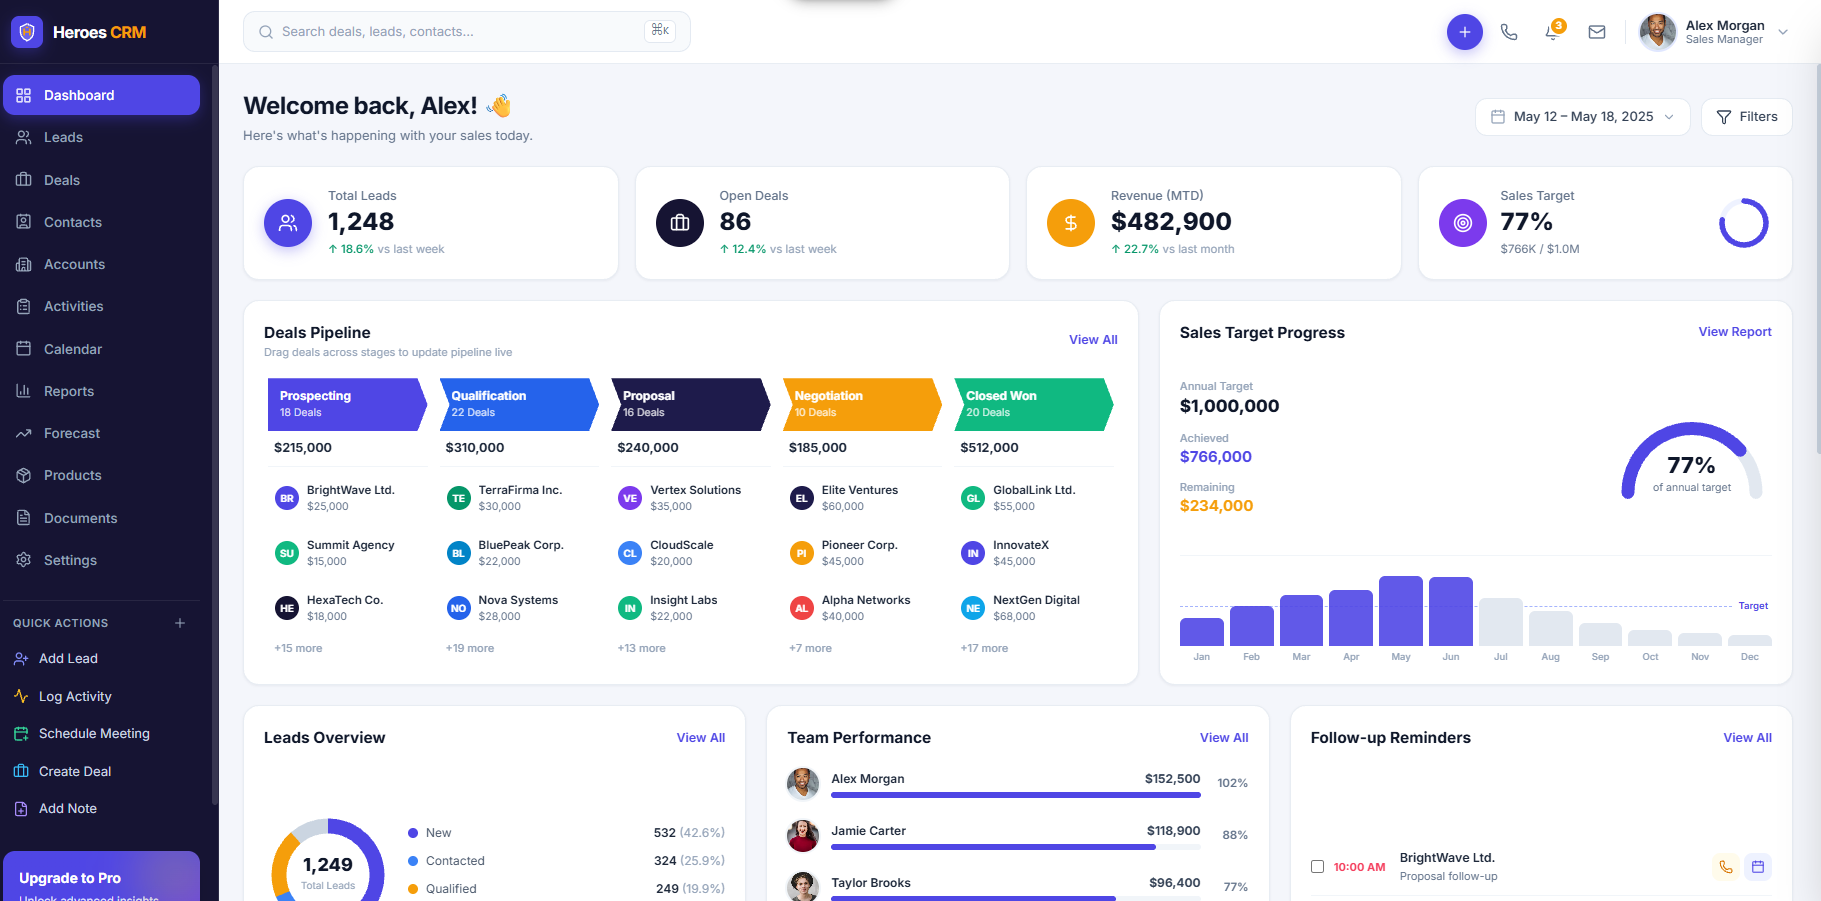 Heroes CRM
Search deals, leads, contacts...
⌘K
3
Alex Morgan
Sales Manager
Dashboard
Leads
Deals
Contacts
Accounts
Activities
Calendar
Reports
Forecast
Products
Documents
Settings
QUICK ACTIONS
Add Lead
Log Activity
Schedule Meeting
Create Deal
Add Note
Upgrade to Pro
Unlock advanced insights
Welcome back, Alex! 👋
Here's what's happening with your sales today.
May 12 – May 18, 2025
Filters
Total Leads
1,248
↑ 18.6% vs last week
Open Deals
86
↑ 12.4% vs last week
Revenue (MTD)
$482,900
↑ 22.7% vs last month
Sales Target
77%
$766K / $1.0M
Deals Pipeline
Drag deals across stages to update pipeline live
View All
Prospecting
18 Deals
$215,000
BR
BrightWave Ltd.
$25,000
SU
Summit Agency
$15,000
HE
HexaTech Co.
$18,000
+15 more
Qualification
22 Deals
$310,000
TE
TerraFirma Inc.
$30,000
BL
BluePeak Corp.
$22,000
NO
Nova Systems
$28,000
+19 more
Proposal
16 Deals
$240,000
VE
Vertex Solutions
$35,000
CL
CloudScale
$20,000
IN
Insight Labs
$22,000
+13 more
Negotiation
10 Deals
$185,000
EL
Elite Ventures
$60,000
PI
Pioneer Corp.
$45,000
AL
Alpha Networks
$40,000
+7 more
Closed Won
20 Deals
$512,000
GL
GlobalLink Ltd.
$55,000
IN
InnovateX
$45,000
NE
NextGen Digital
$68,000
+17 more
Sales Target Progress
View Report
Annual Target
$1,000,000
Achieved
$766,000
Remaining
$234,000
77%
of annual target
Target
Jan Feb Mar Apr May Jun Jul Aug Sep Oct Nov Dec
Leads Overview
View All
1,249
Total Leads
New 532 (42.6%)
Contacted 324 (25.9%)
Qualified 249 (19.9%)
Team Performance
View All
Alex Morgan $152,500 102%
Jamie Carter $118,900 88%
Taylor Brooks $96,400 77%
Follow-up Reminders
View All
10:00 AM
BrightWave Ltd.
Proposal follow-up